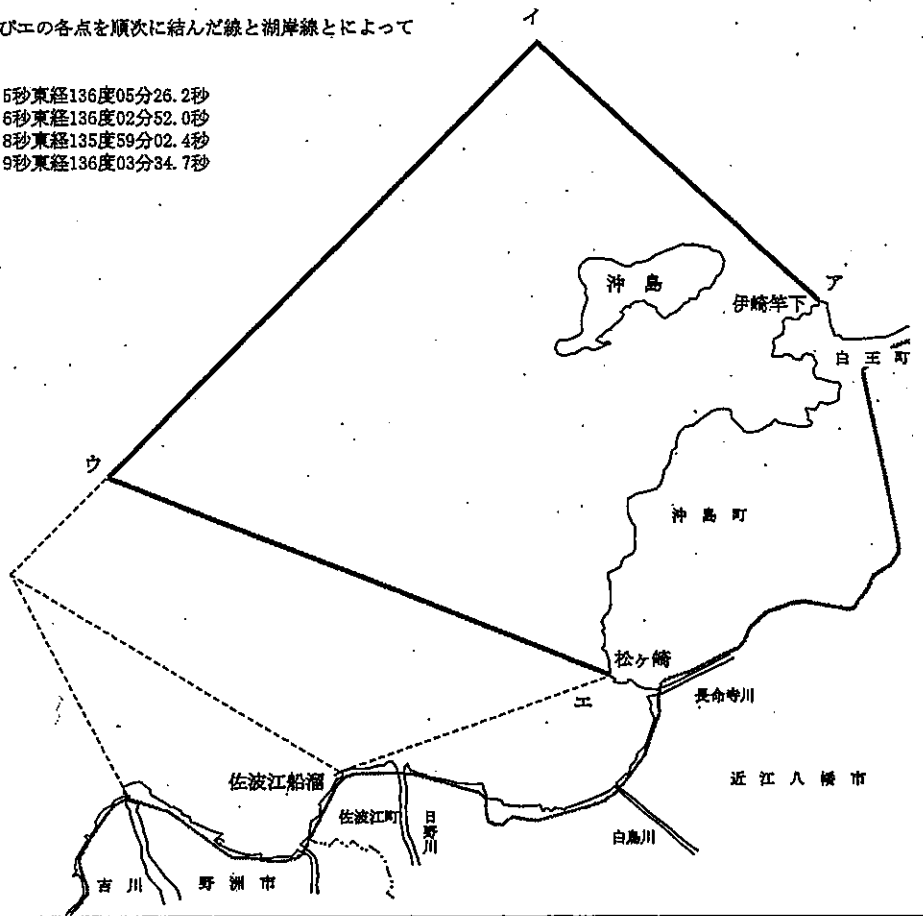 びエの各点を順次に結んだ線と湖岸線とによって
5秒東経136度05分26.2秒
6秒東経136度02分52.0秒
8秒東経135度59分02.4秒
9秒東経136度03分34.7秒
イ
ア
沖島
伊崎竿下
白王町
ウ
沖島町
松ヶ崎
エ
長命寺川
佐波江船溜
近江八幡市
佐波江町
日野川
白鳥川
吉川
野洲市